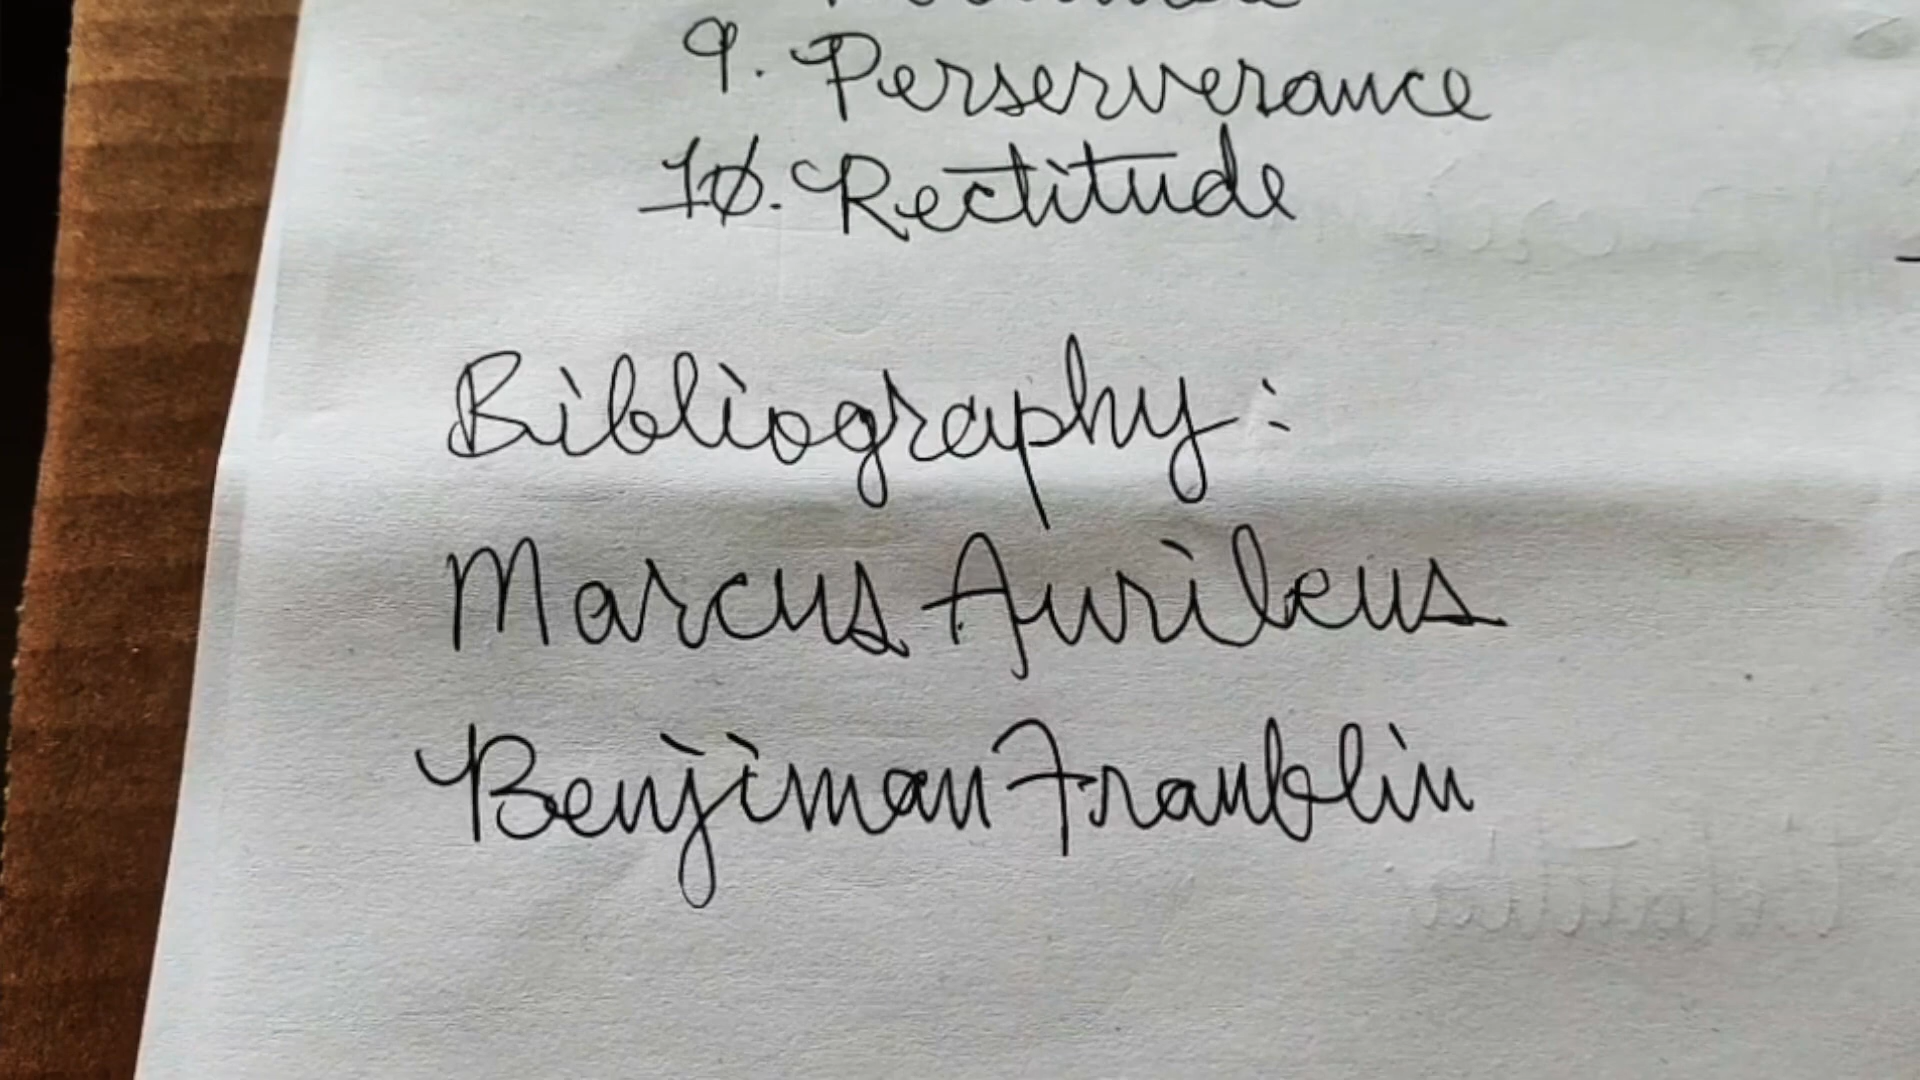 9. Perserverance
10. Rectitude
Bibliography:
Marcus Aurileus
Benjiman Franklin